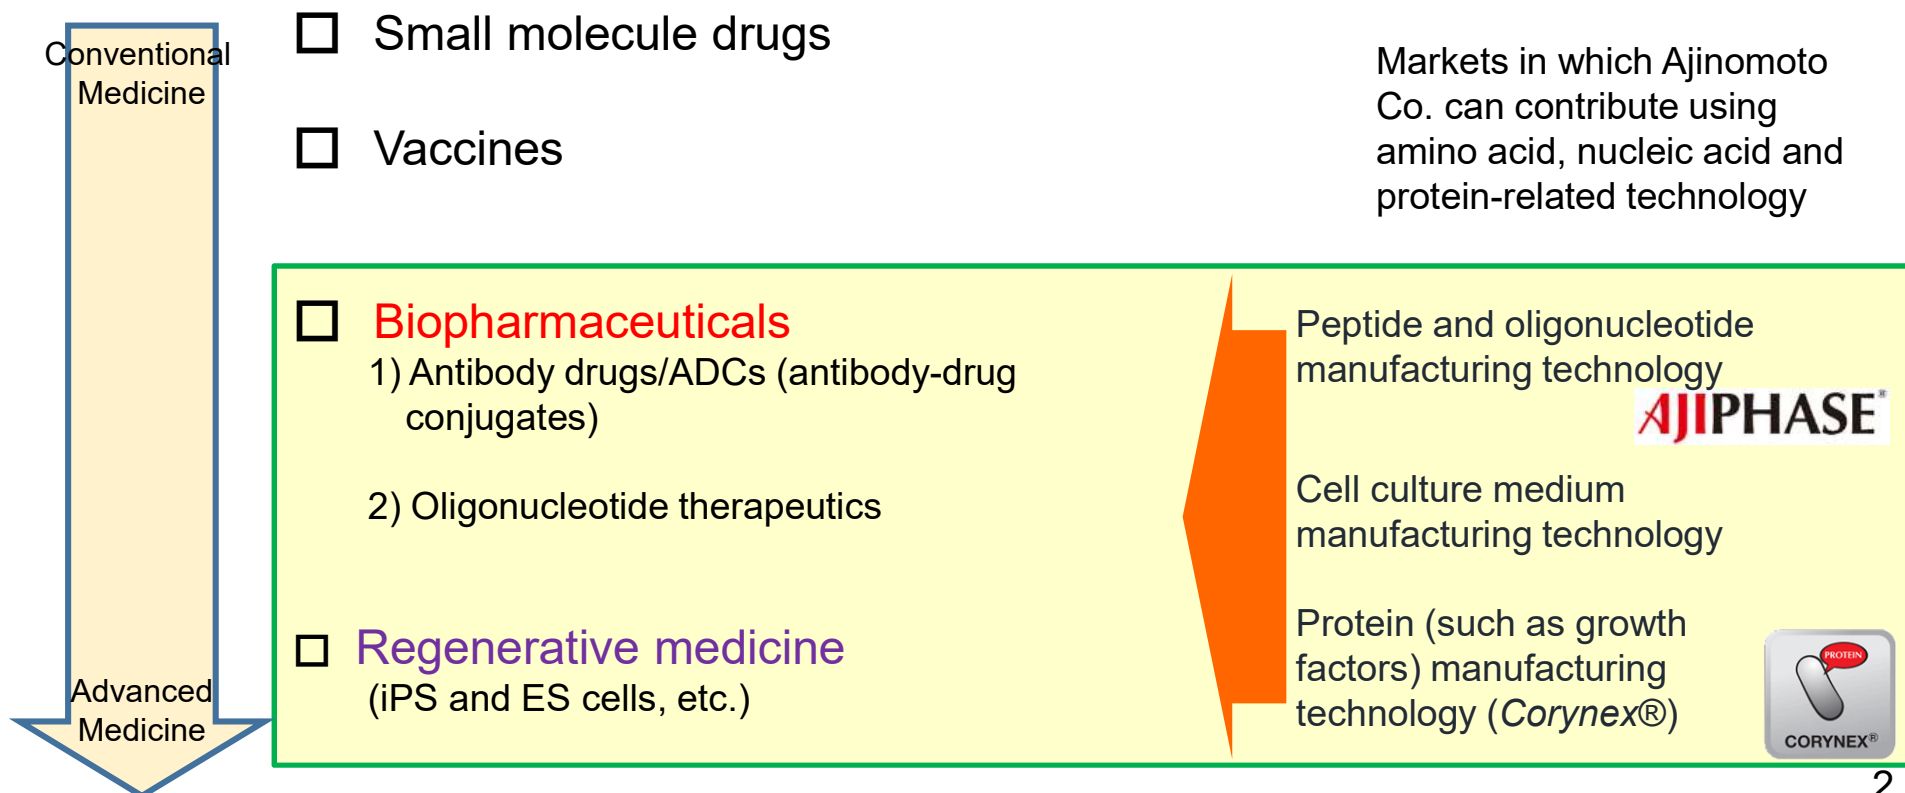 Conventional
Medicine
☐ Small molecule drugs
☐ Vaccines
Markets in which Ajinomoto
Co. can contribute using
amino acid, nucleic acid and
protein-related technology
☐ Biopharmaceuticals
1) Antibody drugs/ADCs (antibody-drug
conjugates)
2) Oligonucleotide therapeutics
☐ Regenerative medicine
(iPS and ES cells, etc.)
Advanced
Medicine
Peptide and oligonucleotide
manufacturing technology
AJIPHASE®
Cell culture medium
manufacturing technology
Protein (such as growth
factors) manufacturing
technology (Corynex®)
PROTEIN
CORYNEX®
2